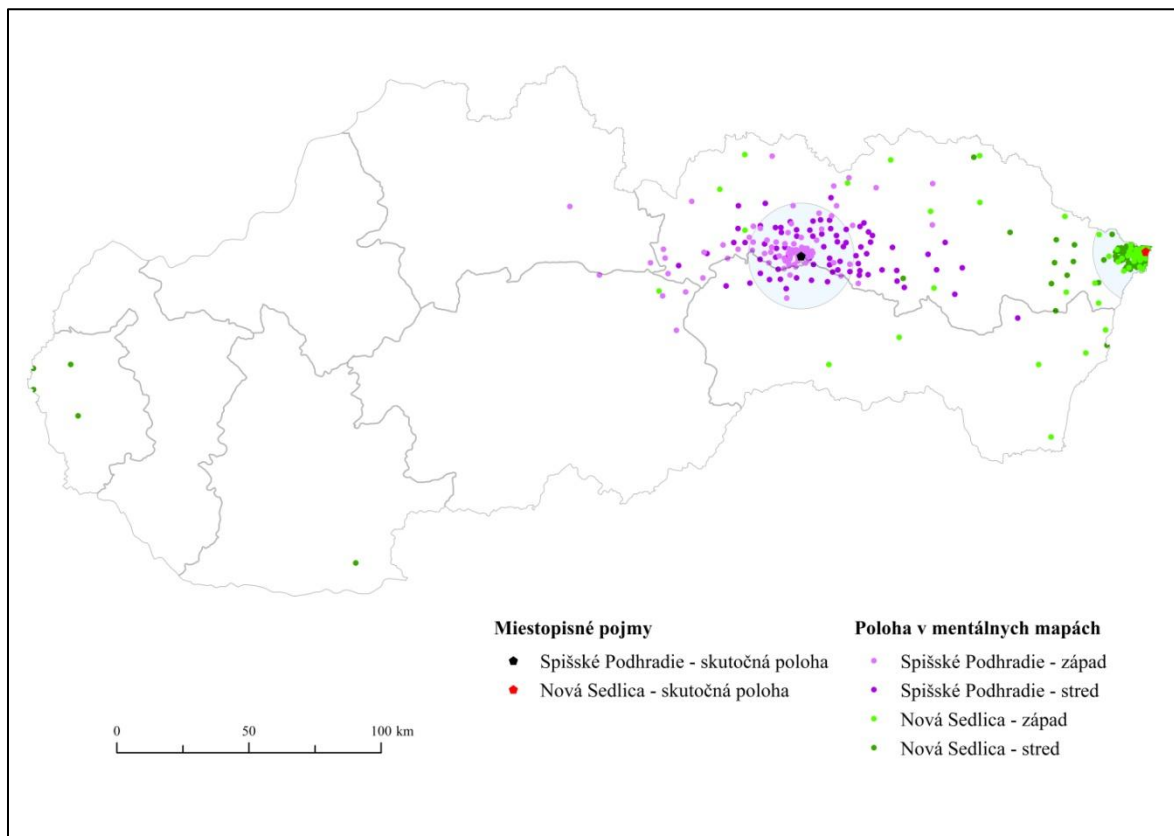 Miestopisné pojmy
Spišské Podhradie - skutočná poloha
Nová Sedlica - skutočná poloha
Poloha v mentálnych mapách
Spišské Podhradie - západ
Spišské Podhradie - stred
Nová Sedlica - západ
Nová Sedlica - stred
0 50 100 km